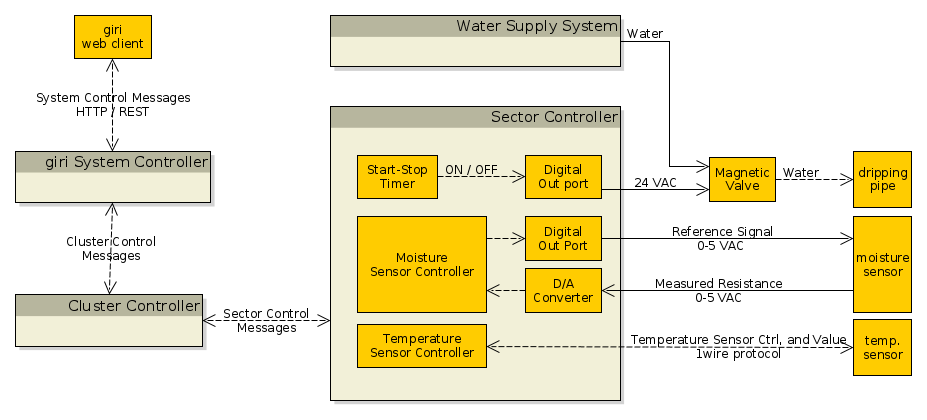 giri
web client
System Control Messages
HTTP / REST
giri System Controller
Cluster Control
Messages
Cluster Controller
Sector Control
Messages
Water Supply System
Water
Sector Controller
Start-Stop
Timer
ON / OFF
Digital
Out port
24 VAC
Magnetic
Valve
Water
dripping
pipe
Moisture
Sensor Controller
Digital
Out Port
Reference Signal
0-5 VAC
D/A
Converter
Measured Resistance
0-5 VAC
moisture
sensor
Temperature
Sensor Controller
Temperature Sensor Ctrl, and Value
1wire protocol
temp.
sensor